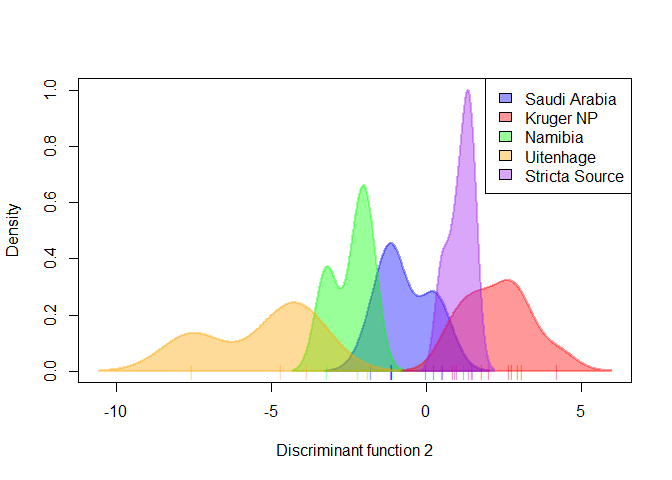 Saudi Arabia
Kruger NP
Namibia
Uitenhage
Stricta Source
Density
1.0
0.8
0.6
0.4
0.2
0.0
-10 -5 0 5
Discriminant function 2